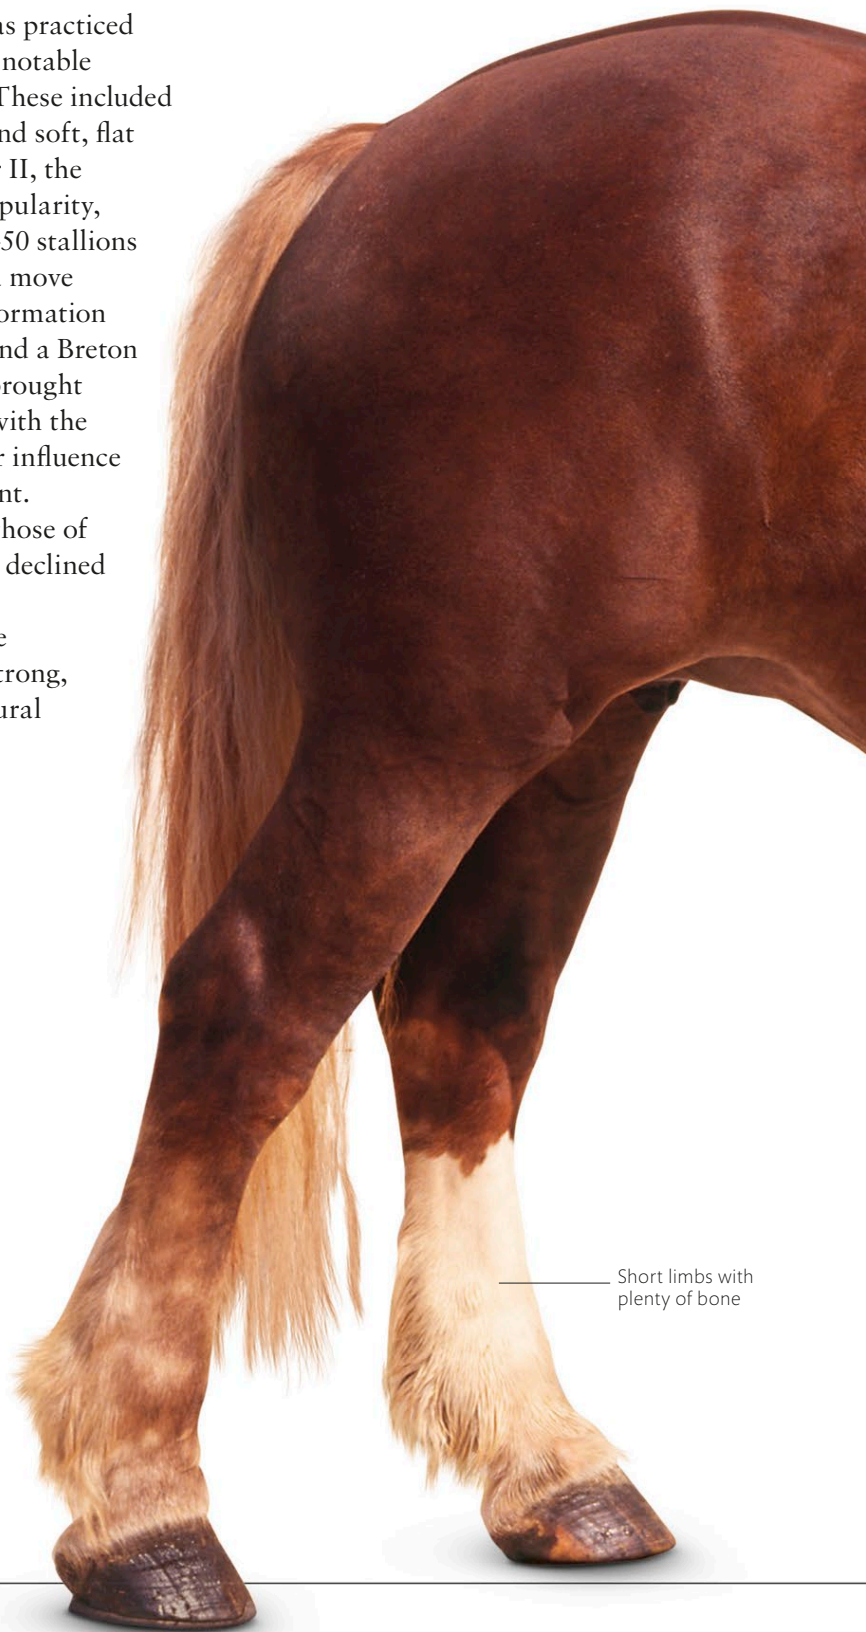 as practiced
notable
These included
nd soft, flat
II, the
pularity,
50 stallions
move
ormation
nd a Breton
brought
with the
r influence
nt.
hose of
declined
e
trong,
ural
Short limbs with
plenty of bone